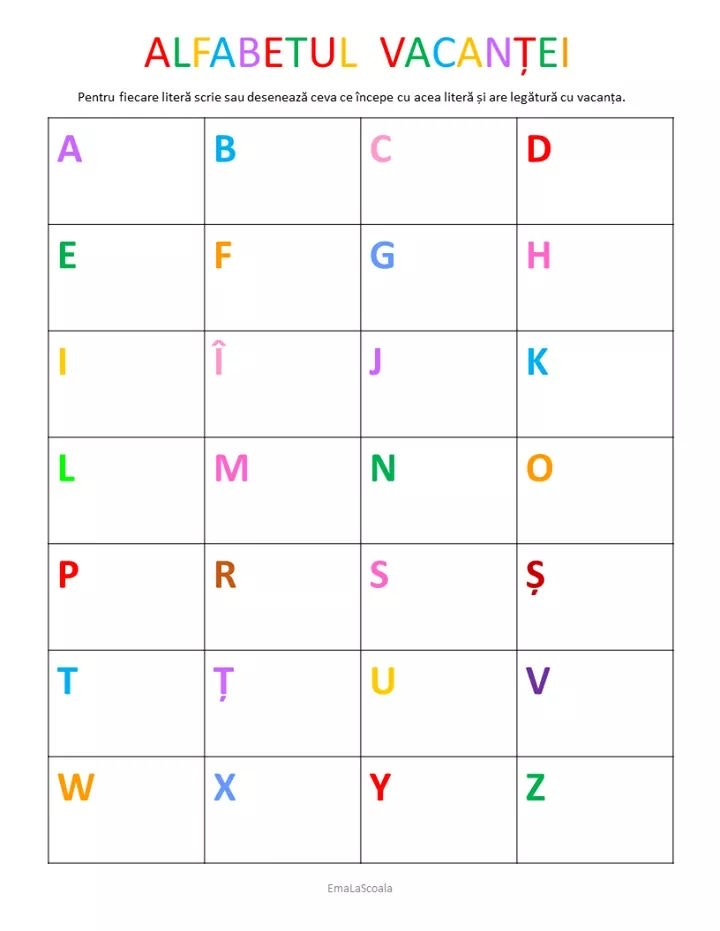 ALFABETUL VACANȚEI
Pentru fiecare literă scrie sau desenează ceva ce începe cu acea literă și are legătură cu vacanța.
A B C D
E F G H
I Î J K
L M N O
P R S Ș
T Ț U V
W X Y Z
EmaLaScoala